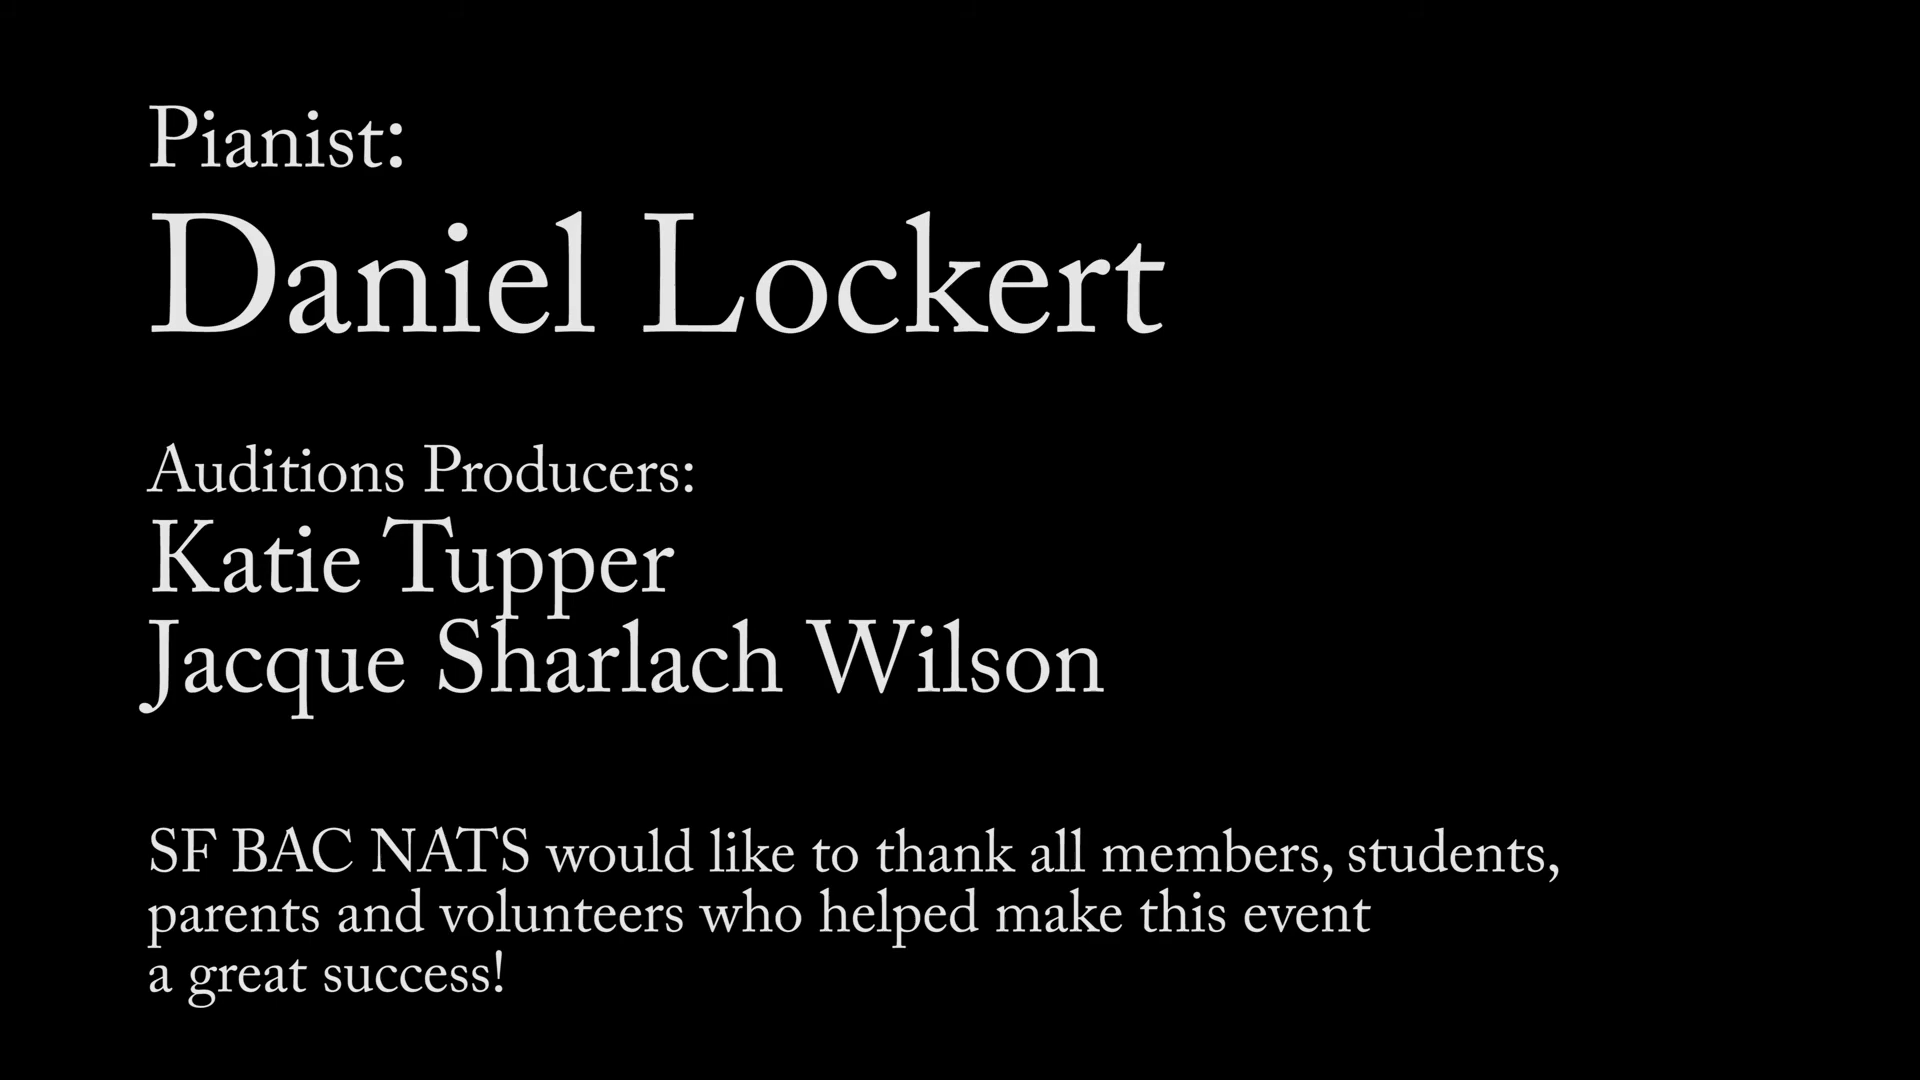 Pianist:
Daniel Lockert
Auditions Producers:
Katie Tupper
Jacque Sharlach Wilson
SF BAC NATS would like to thank all members, students,
parents and volunteers who helped make this event
a great success!